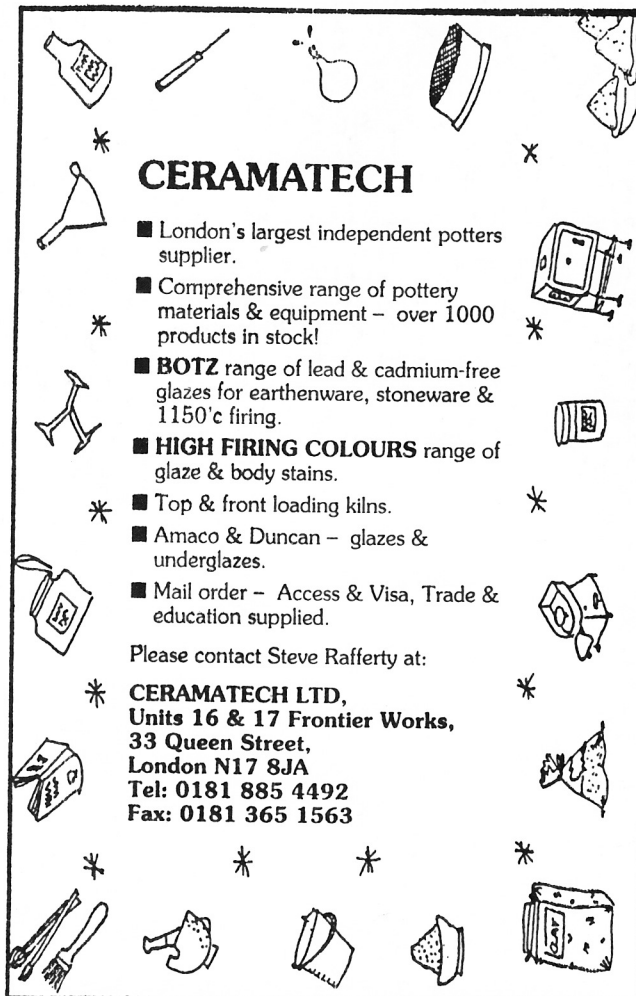 CERAMATECH
■ London's largest independent potters
supplier.
■ Comprehensive range of pottery
materials & equipment – over 1000
products in stock!
■ BOTZ range of lead & cadmium-free
glazes for earthenware, stoneware &
1150'c firing.
■ HIGH FIRING COLOURS range of
glaze & body stains.
■ Top & front loading kilns.
■ Amaco & Duncan – glazes &
underglazes.
■ Mail order – Access & Visa, Trade &
education supplied.
Please contact Steve Rafferty at:
CERAMATECH LTD,
Units 16 & 17 Frontier Works,
33 Queen Street,
London N17 8JA
Tel: 0181 885 4492
Fax: 0181 365 1563
CLAY